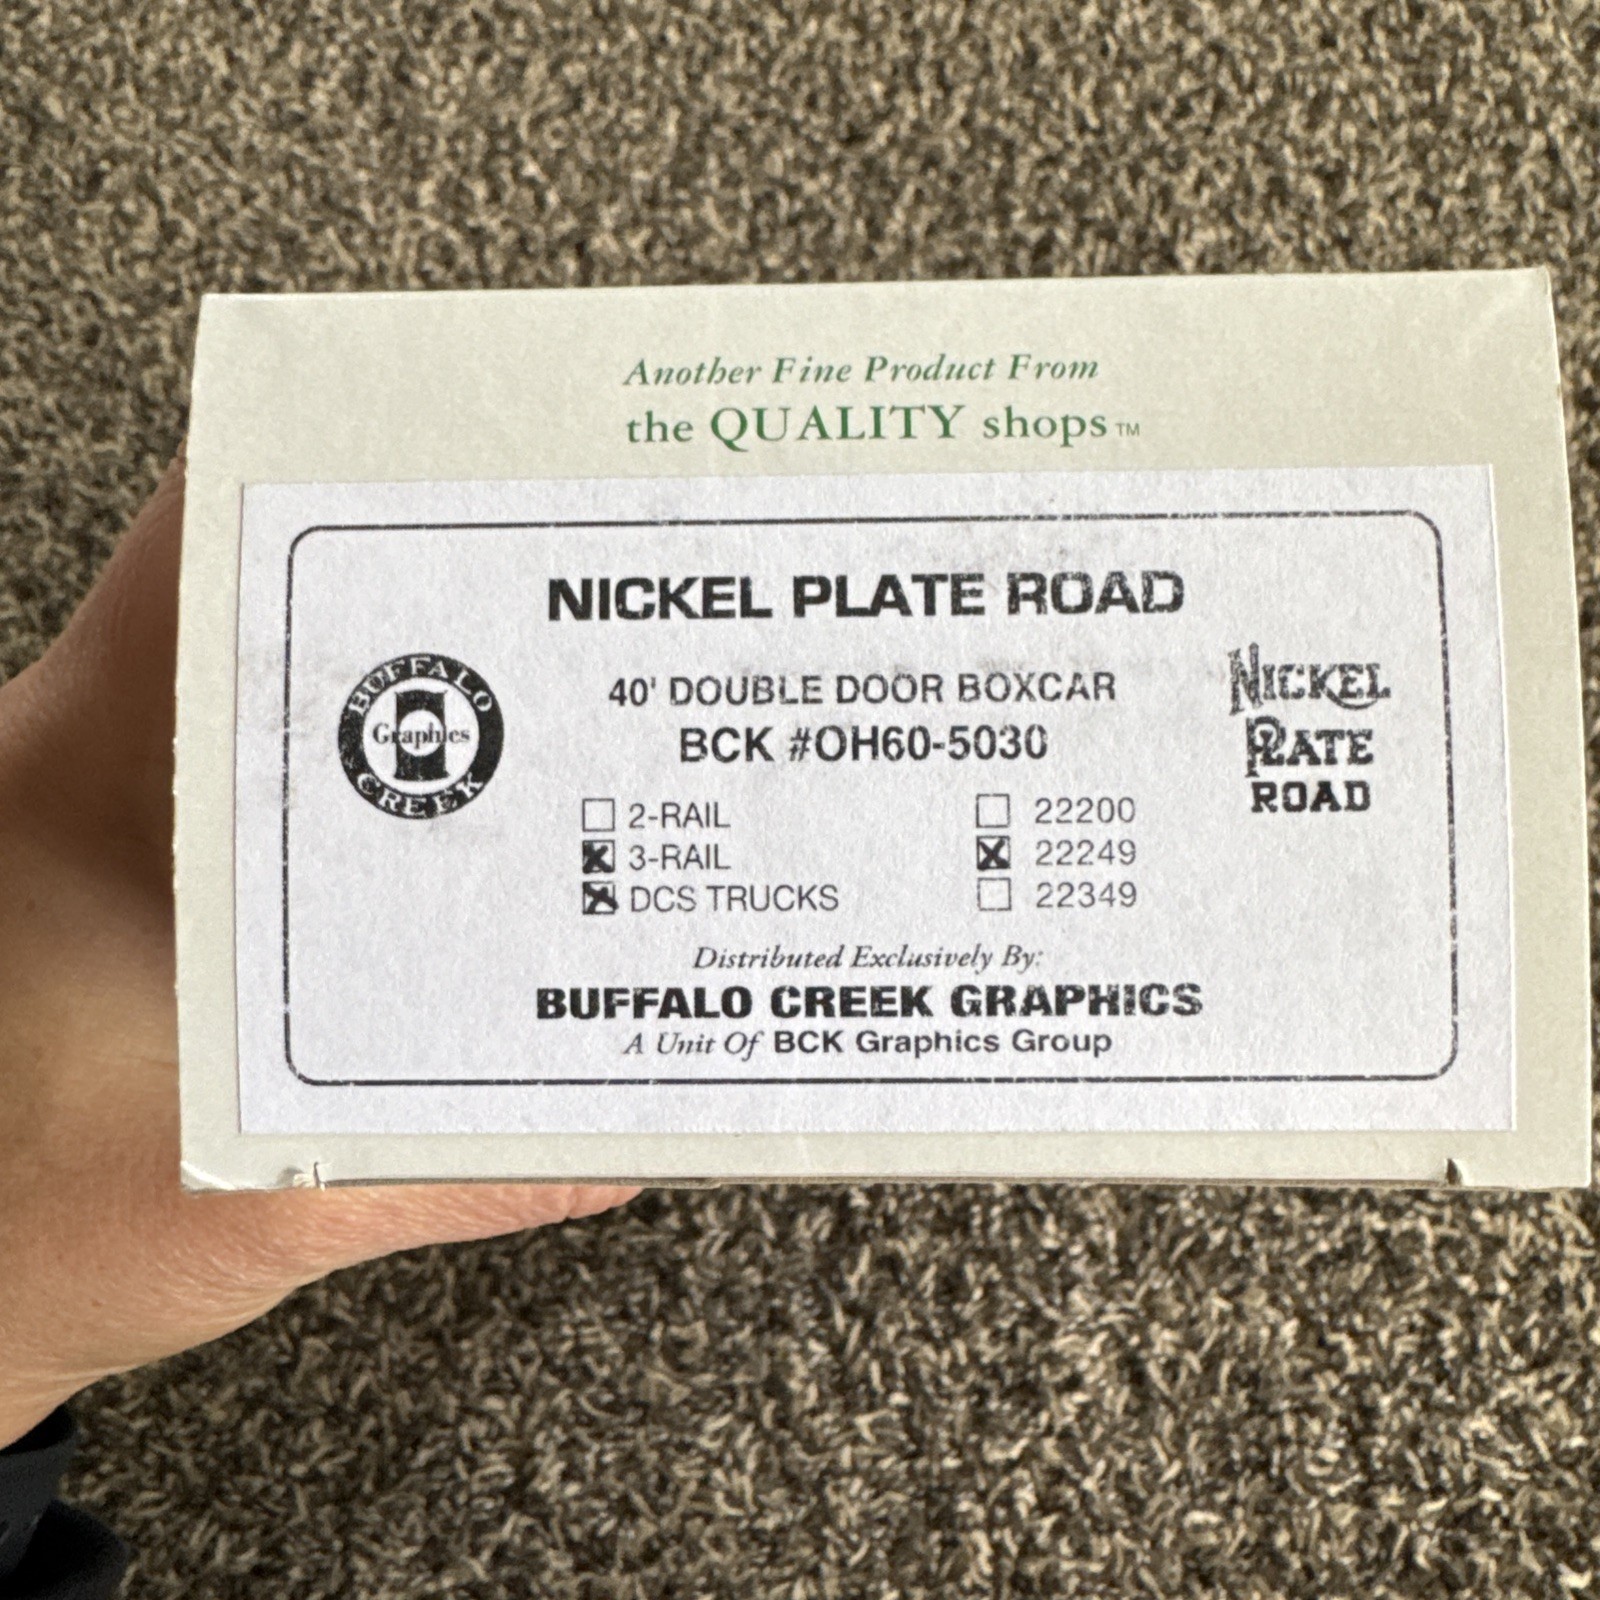 Another Fine Product From
the QUALITY shops™
NICKEL PLATE ROAD
BUFFALO
Graphics
CREEK
40' DOUBLE DOOR BOXCAR
BCK #OH60-5030
NICKEL
PLATE
ROAD
2-RAIL
3-RAIL
DCS TRUCKS
22200
22249
22349
Distributed Exclusively By:
BUFFALO CREEK GRAPHICS
A Unit Of BCK Graphics Group